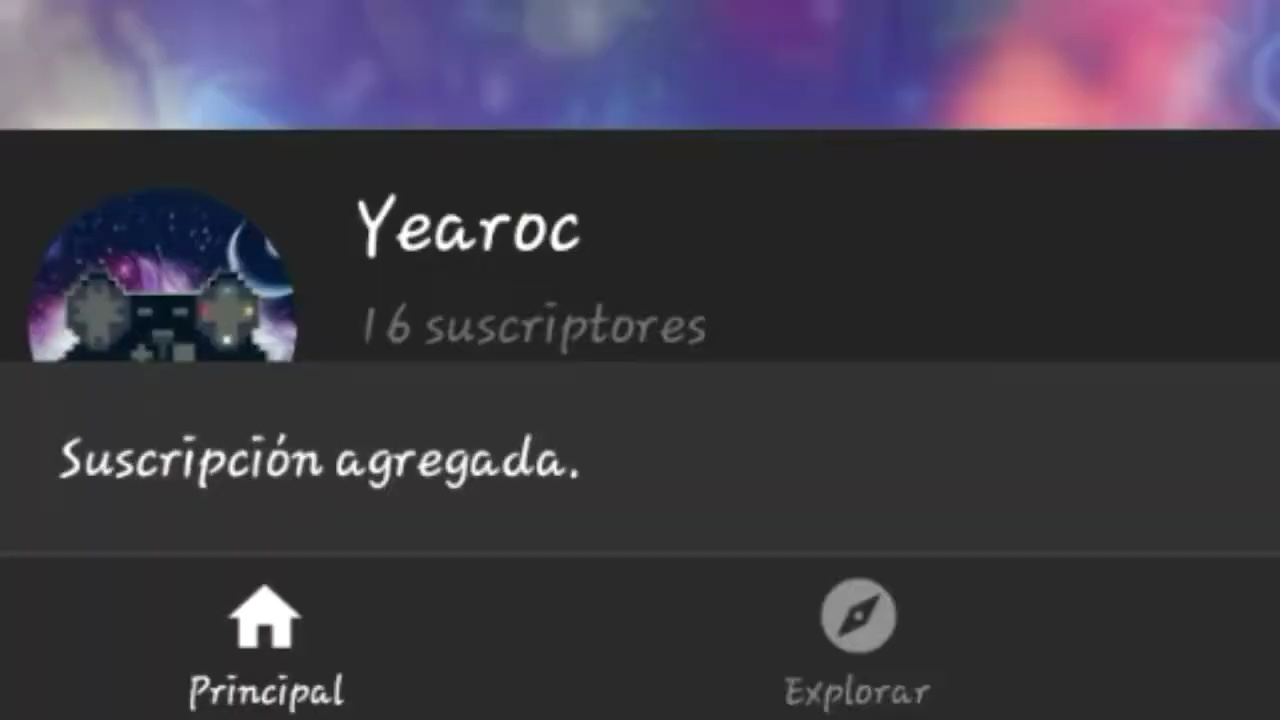 Yearoc
16 suscriptores
Suscripción agregada.
Principal
Explorar